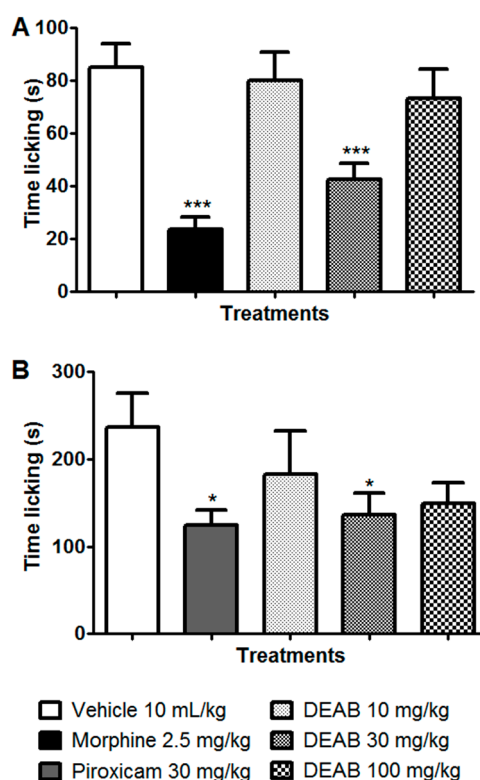 A
Time licking (s)
100
80
60
40
20
0
***
***
Treatments
B
Time licking (s)
300
200
100
0
*
*
Treatments
Vehicle 10 mL/kg
DEAB 10 mg/kg
Morphine 2.5 mg/kg
DEAB 30 mg/kg
Piroxicam 30 mg/kg
DEAB 100 mg/kg